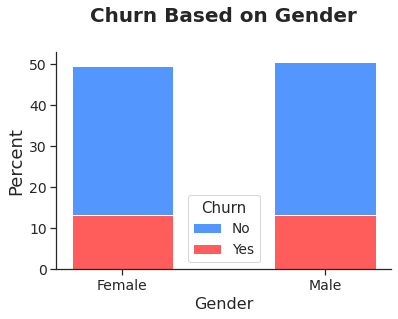 Churn Based on Gender
Percent
50
40
30
20
10
0
Churn
No
Yes
Female
Male
Gender